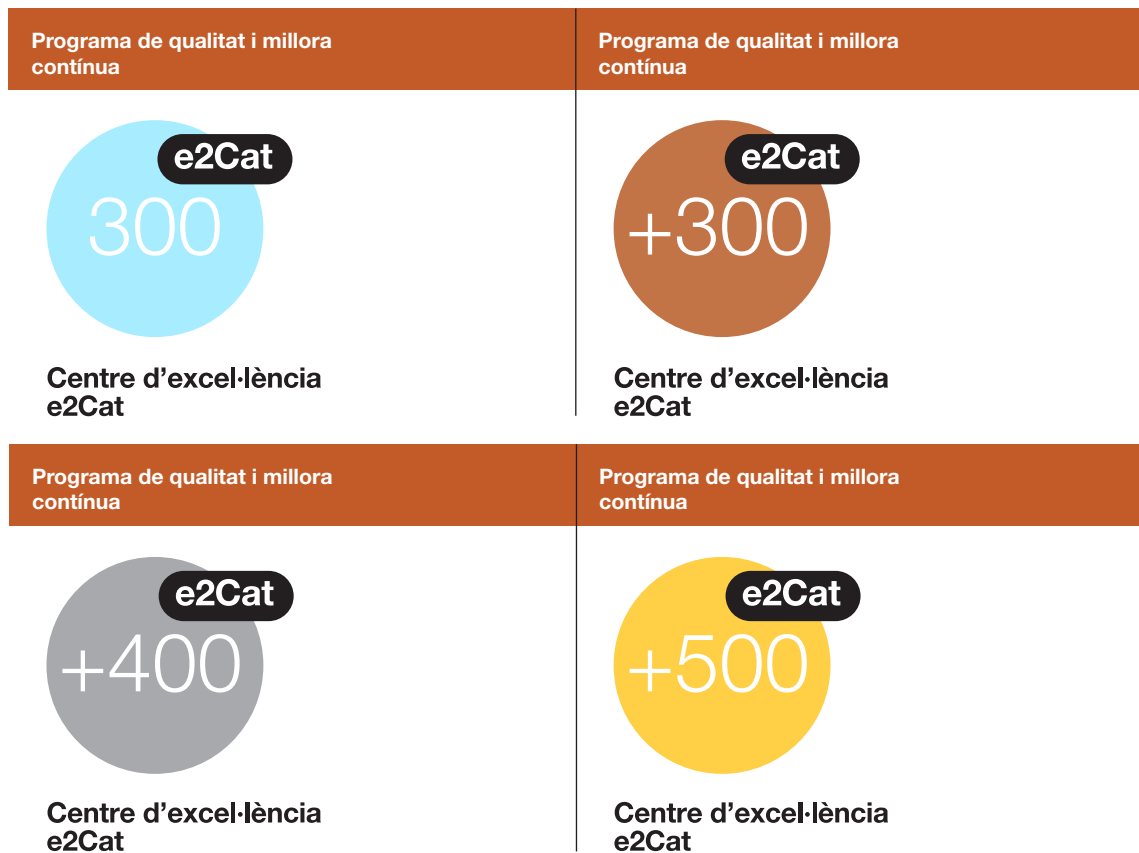 Programa de qualitat i millora
contínua
e2Cat
300
Centre d'excel·lència
e2Cat
Programa de qualitat i millora
contínua
e2Cat
+300
Centre d'excel·lència
e2Cat
Programa de qualitat i millora
contínua
e2Cat
+400
Centre d'excel·lència
e2Cat
Programa de qualitat i millora
contínua
e2Cat
+500
Centre d'excel·lència
e2Cat